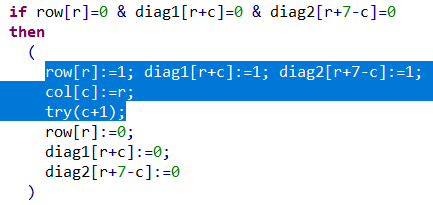 if row[r]=0 & diag1[r+c]=0 & diag2[r+7-c]=0
then
(
row[r]:=1; diag1[r+c]:=1; diag2[r+7-c]:=1;
col[c]:=r;
try(c+1);
row[r]:=0;
diag1[r+c]:=0;
diag2[r+7-c]:=0
)